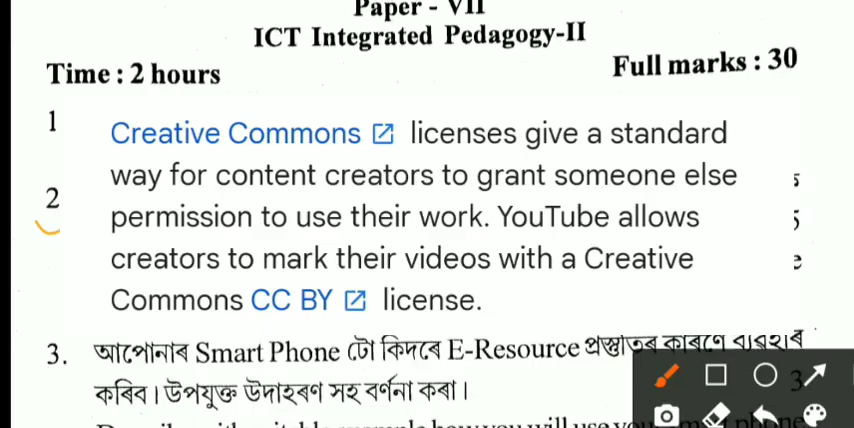 Paper - VII
ICT Integrated Pedagogy-II
Time : 2 hours
Full marks : 30
1
Creative Commons licenses give a standard
way for content creators to grant someone else
2
permission to use their work. YouTube allows
creators to mark their videos with a Creative
Commons CC BY license.
3. আপোনাৰ Smart Phone টো কিদৰে E-Resource প্ৰস্তুতিৰ কাৰণে ব্যৱহাৰ
কৰিব। উপযুক্ত উদাহৰণ সহ বৰ্ণনা কৰা।
3
will use